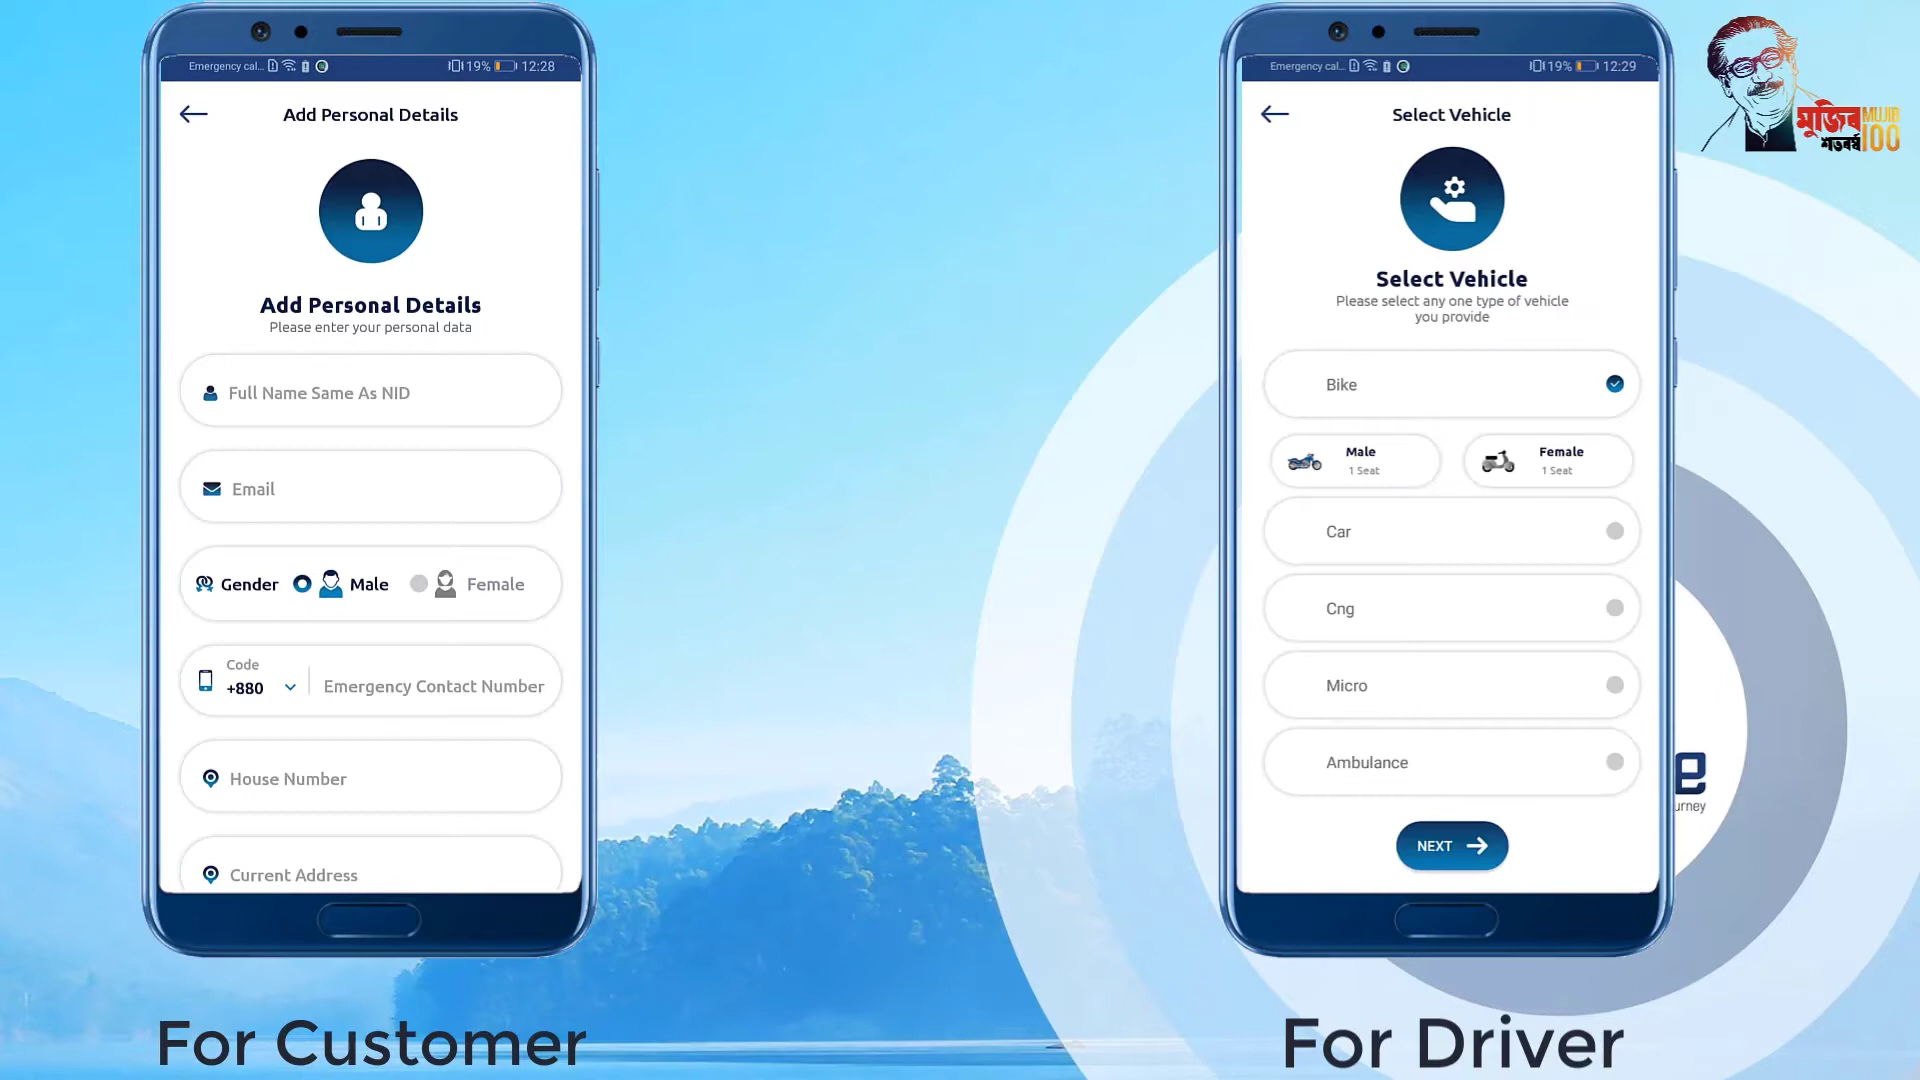 Emergency cal...
19%
12:28
Add Personal Details
Add Personal Details
Please enter your personal data
Full Name Same As NID
Email
Gender Male Female
Code
+880
Emergency Contact Number
House Number
Current Address
For Customer
Emergency cal...
19%
12:29
Select Vehicle
Select Vehicle
Please select any one type of vehicle
you provide
Bike
Male
1 Seat
Female
1 Seat
Car
Cng
Micro
Ambulance
NEXT
For Driver
মুজিব
শতবর্ষ
MUJIB
100
e
urney